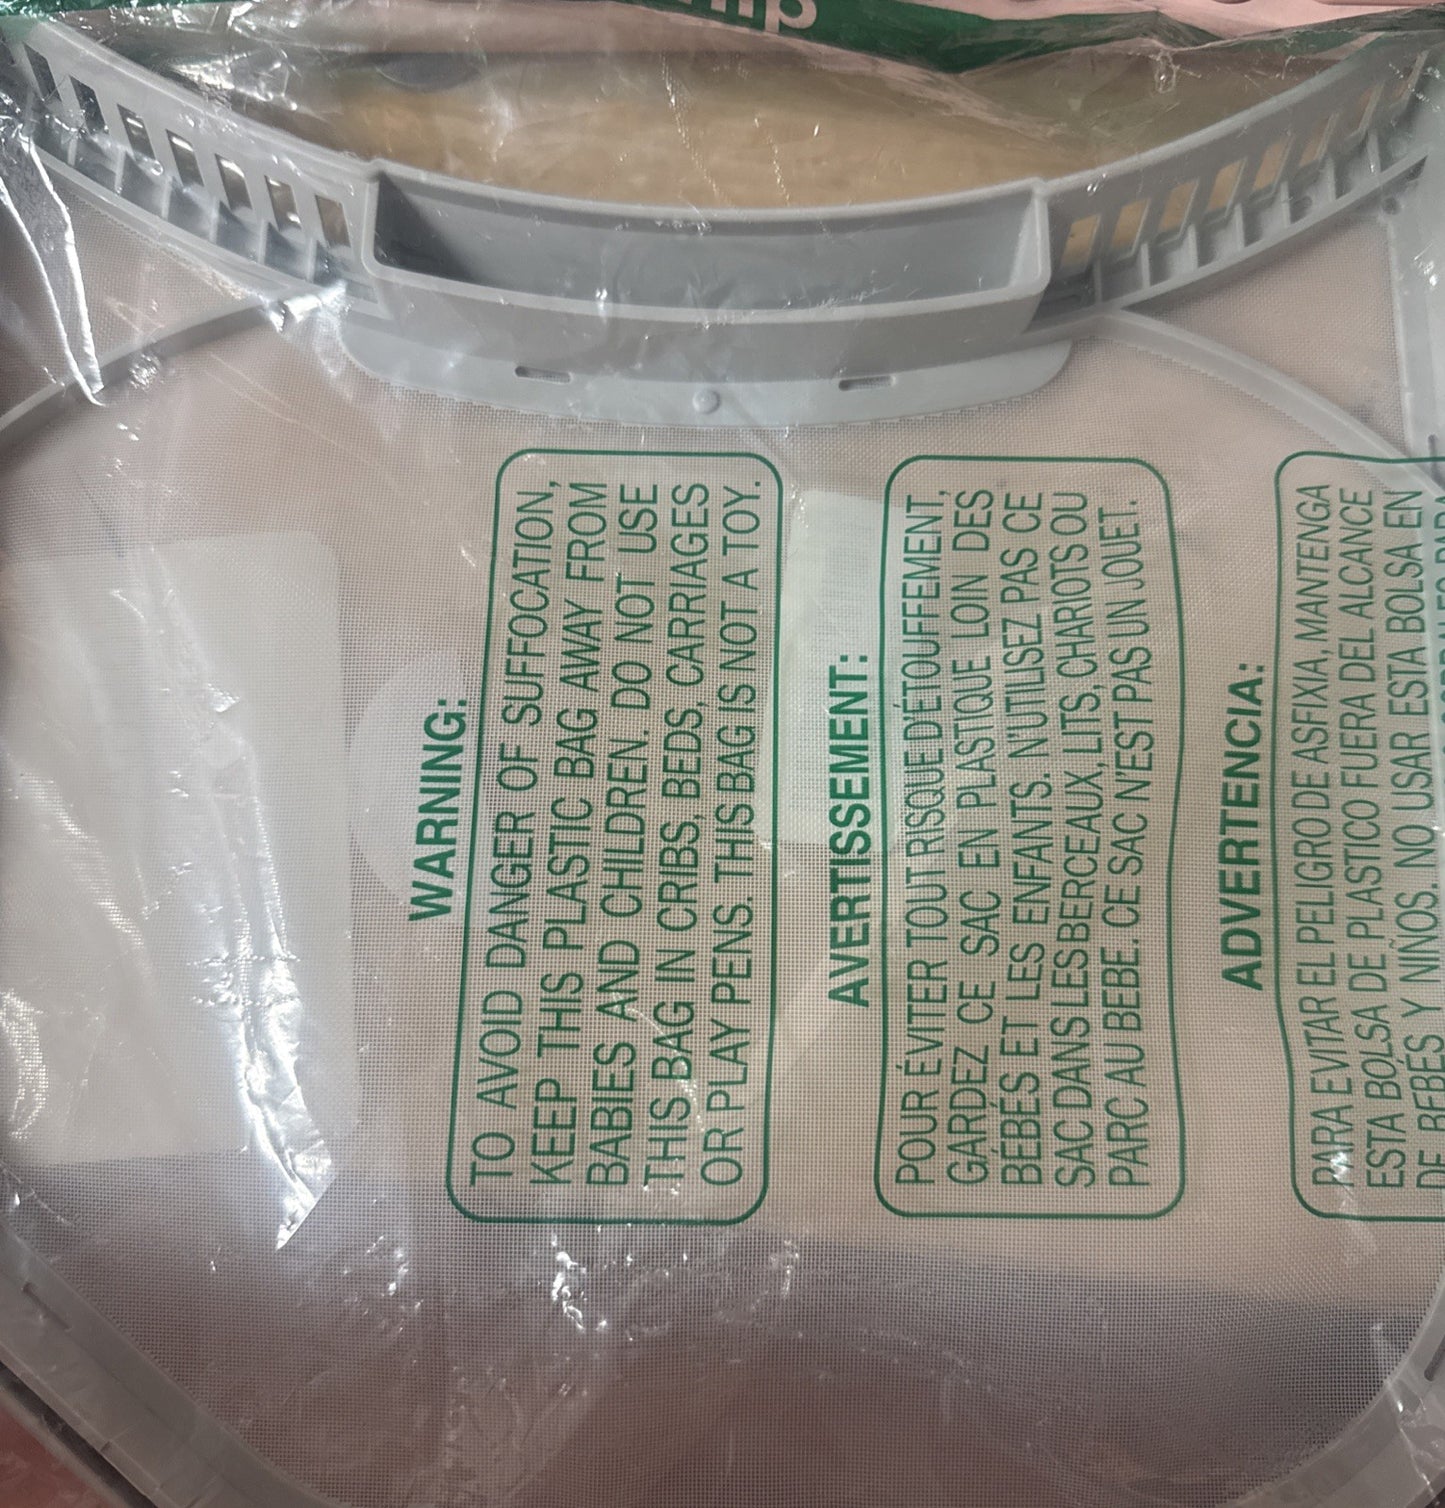 WARNING:
TO AVOID DANGER OF SUFFOCATION,
KEEP THIS PLASTIC BAG AWAY FROM
BABIES AND CHILDREN. DO NOT USE
THIS BAG IN CRIBS, BEDS, CARRIAGES
OR PLAY PENS. THIS BAG IS NOT A TOY.
AVERTISSEMENT:
POUR ÉVITER TOUT RISQUE D'ÉTOUFFEMENT,
GARDEZ CE SAC EN PLASTIQUE LOIN DES
BÉBÉS ET LES ENFANTS. N'UTILISEZ PAS CE
SAC DANS LES BERCEAUX, LITS, CHARIOTS OU
PARC AU BEBE. CE SAC N'EST PAS UN JOUET.
ADVERTENCIA:
PARA EVITAR EL PELIGRO DE ASFIXIA, MANTENGA
ESTA BOLSA DE PLASTICO FUERA DEL ALCANCE
DE BEBÉS Y NIÑOS. NO USAR ESTA BOLSA EN